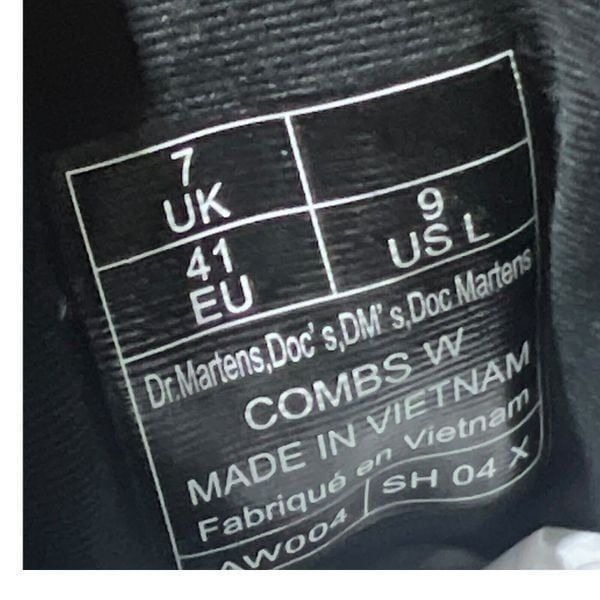 7
UK
41
EU
9
US L
Dr.Martens,Doc's,DM's,Doc Martens
COMBS W
MADE IN VIETNAM
Fabriqué en Vietnam
AW004
SH 04 X